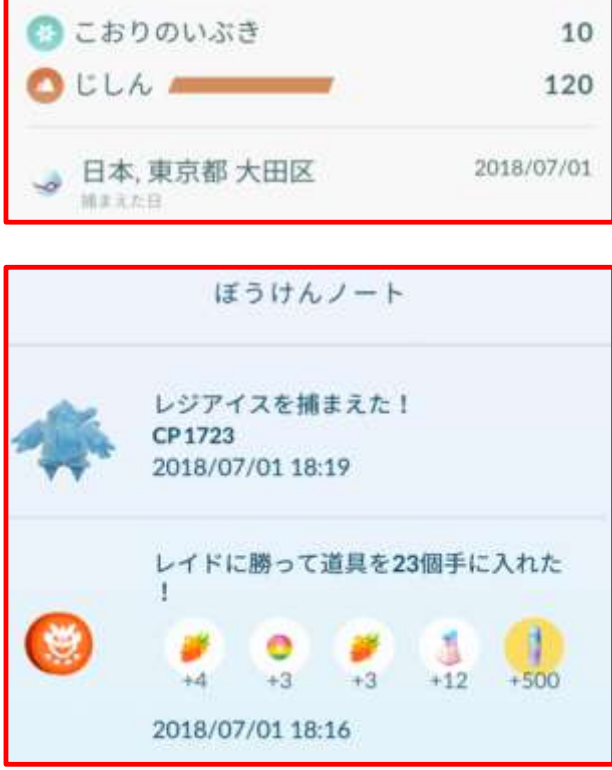 こおりのいぶき 10
じしん 120
日本, 東京都 大田区 2018/07/01
捕まえた日
ぼうけんノート
レジアイスを捕まえた!
CP1723
2018/07/01 18:19
レイドに勝って道具を23個手に入れた
!
+4 +3 +3 +12 +500
2018/07/01 18:16